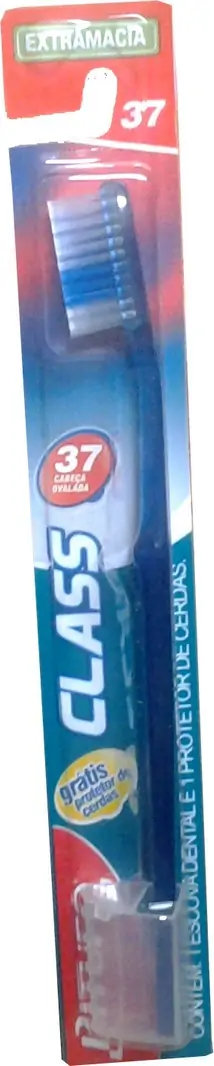 EXTRAMACIA
37
37
CABEÇA
OVALADA
CLASS
grátis
protetor de
cerdas
CONTÉM: 1 ESCOVA DENTAL E 1 PROTETOR DE CERDAS.